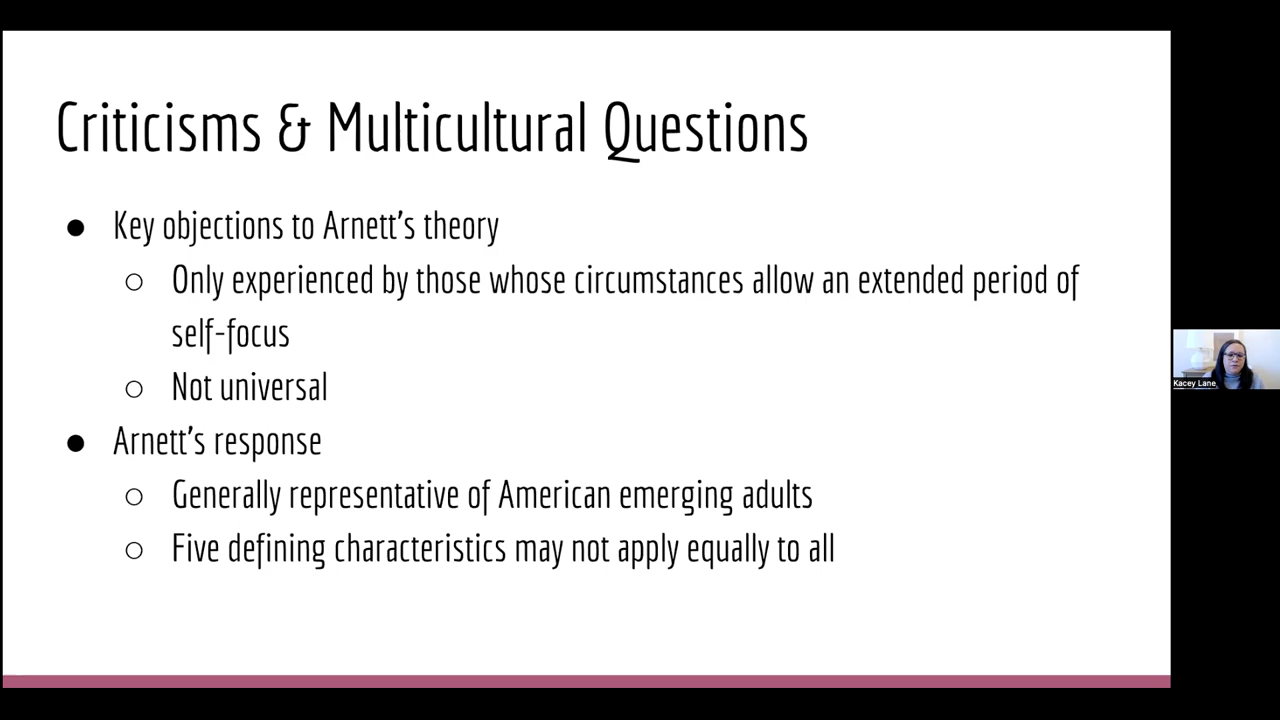 Criticisms & Multicultural Questions
● Key objections to Arnett's theory
○ Only experienced by those whose circumstances allow an extended period of
self-focus
○ Not universal
● Arnett's response
○ Generally representative of American emerging adults
○ Five defining characteristics may not apply equally to all
Kacey Lane